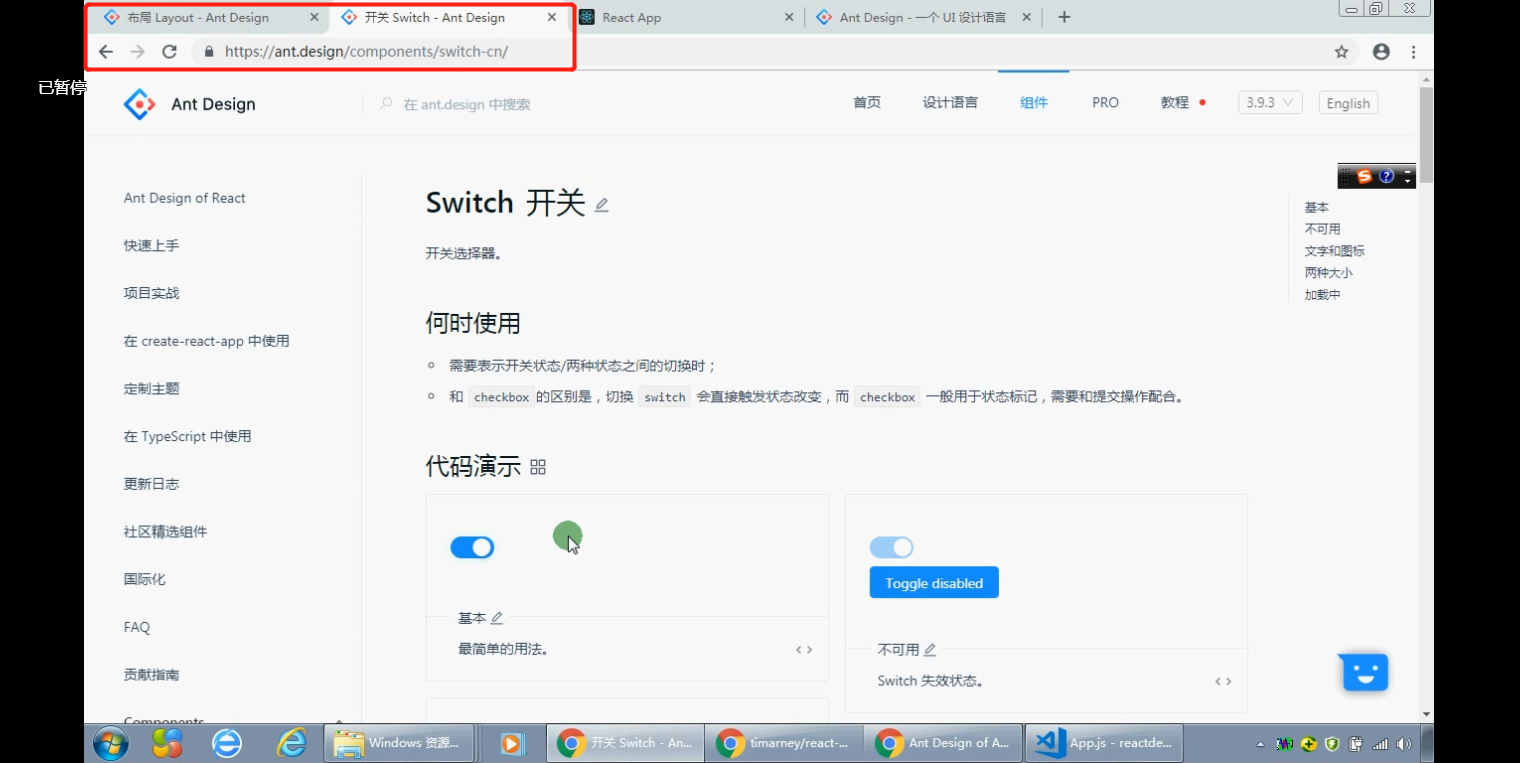 布局 Layout - Ant Design
开关 Switch - Ant Design
React App
Ant Design - 一个 UI 设计语言
https://ant.design/components/switch-cn/
已暂停
Ant Design
在 ant.design 中搜索
首页
设计语言
组件
PRO
教程
3.9.3
English
Ant Design of React
快速上手
项目实战
在 create-react-app 中使用
定制主题
在 TypeScript 中使用
更新日志
社区精选组件
国际化
FAQ
贡献指南
Components
Switch 开关
开关选择器。
何时使用
需要表示开关状态/两种状态之间的切换时；
和 checkbox 的区别是，切换 switch 会直接触发状态改变，而 checkbox 一般用于状态标记，需要和提交操作配合。
代码演示
基本
最简单的用法。
Toggle disabled
不可用
Switch 失效状态。
基本
不可用
文字和图标
两种大小
加载中
Windows 资源...
开关 Switch - An...
timarney/react-...
Ant Design of A...
App.js - reactde...